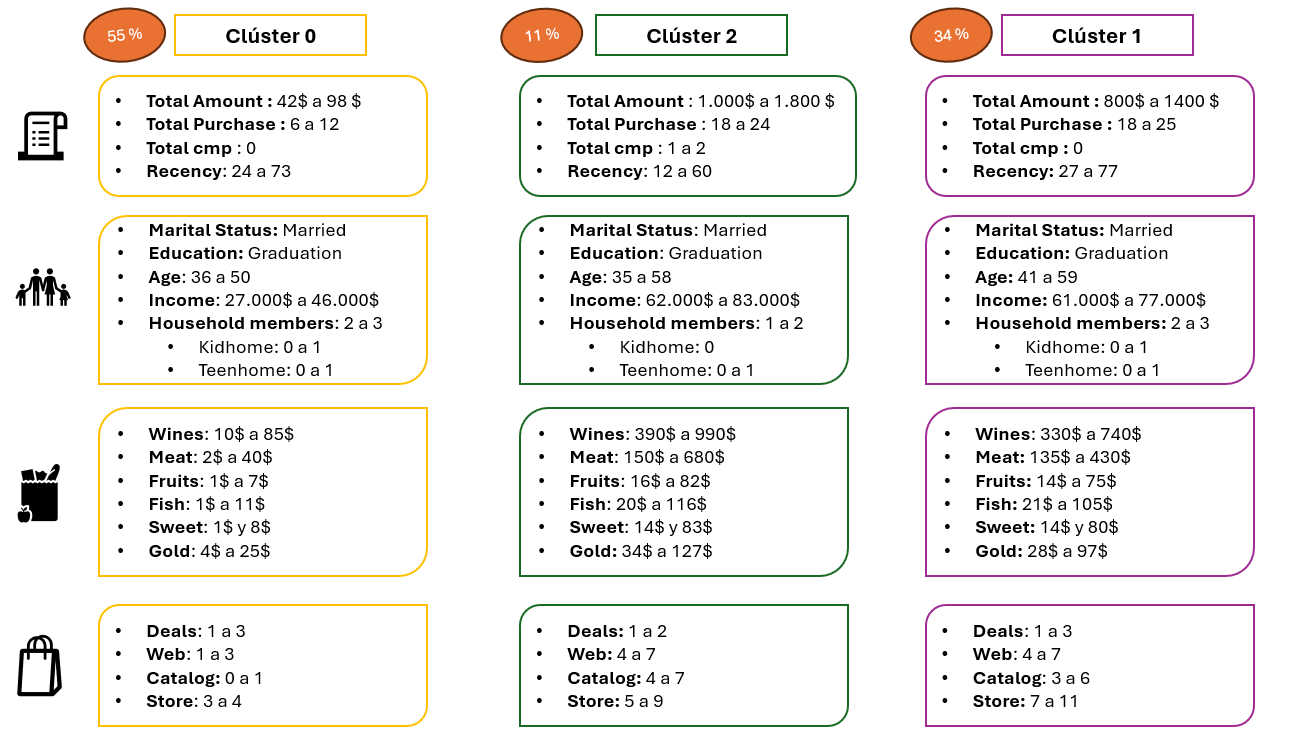 55 %
Clúster 0
• Total Amount : 42$ a 98 $
• Total Purchase : 6 a 12
• Total cmp : 0
• Recency: 24 a 73
• Marital Status: Married
• Education: Graduation
• Age: 36 a 50
• Income: 27.000$ a 46.000$
• Household members: 2 a 3
• Kidhome: 0 a 1
• Teenhome: 0 a 1
• Wines: 10$ a 85$
• Meat: 2$ a 40$
• Fruits: 1$ a 7$
• Fish: 1$ a 11$
• Sweet: 1$ y 8$
• Gold: 4$ a 25$
• Deals: 1 a 3
• Web: 1 a 3
• Catalog: 0 a 1
• Store: 3 a 4
11 %
Clúster 2
• Total Amount : 1.000$ a 1.800 $
• Total Purchase : 18 a 24
• Total cmp : 1 a 2
• Recency: 12 a 60
• Marital Status: Married
• Education: Graduation
• Age: 35 a 58
• Income: 62.000$ a 83.000$
• Household members: 1 a 2
• Kidhome: 0
• Teenhome: 0 a 1
• Wines: 390$ a 990$
• Meat: 150$ a 680$
• Fruits: 16$ a 82$
• Fish: 20$ a 116$
• Sweet: 14$ y 83$
• Gold: 34$ a 127$
• Deals: 1 a 2
• Web: 4 a 7
• Catalog: 4 a 7
• Store: 5 a 9
34 %
Clúster 1
• Total Amount : 800$ a 1400 $
• Total Purchase : 18 a 25
• Total cmp : 0
• Recency: 27 a 77
• Marital Status: Married
• Education: Graduation
• Age: 41 a 59
• Income: 61.000$ a 77.000$
• Household members: 2 a 3
• Kidhome: 0 a 1
• Teenhome: 0 a 1
• Wines: 330$ a 740$
• Meat: 135$ a 430$
• Fruits: 14$ a 75$
• Fish: 21$ a 105$
• Sweet: 14$ y 80$
• Gold: 28$ a 97$
• Deals: 1 a 3
• Web: 4 a 7
• Catalog: 3 a 6
• Store: 7 a 11